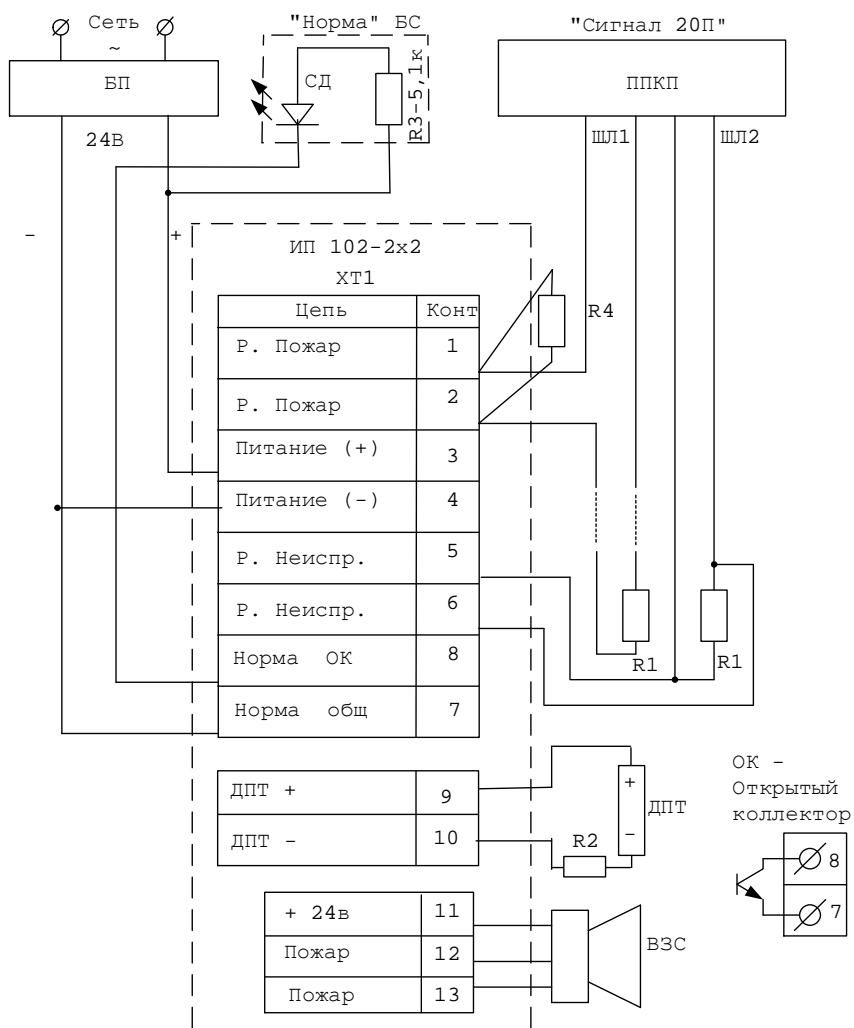 Сеть
~
"Норма" БС
"Сигнал 20П"
БП
СД
R3-5,1к
ППКП
24В
ШЛ1
ШЛ2
-
+
ИП 102-2х2
ХТ1
Цепь Конт
Р. Пожар 1
R4
Р. Пожар 2
Питание (+) 3
Питание (-) 4
Р. Неиспр. 5
Р. Неиспр. 6
Норма ОК 8
R1
R1
Норма общ 7
ДПТ + 9
ДПТ - 10
R2
+
-
ДПТ
ОК -
Открытый
коллектор
8
7
+ 24в 11
Пожар 12
Пожар 13
ВЗС